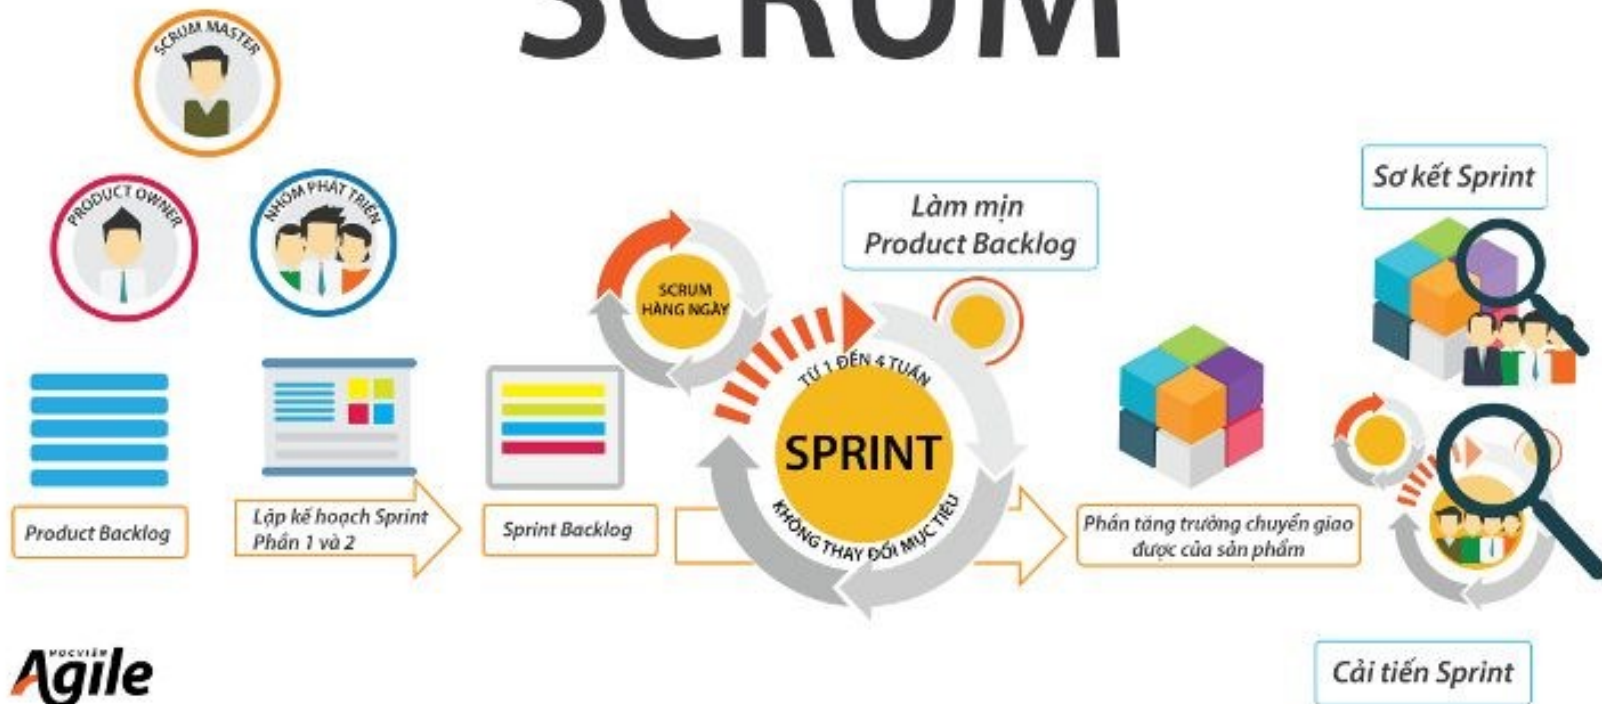 SCRUM
SCRUM MASTER
PRODUCT OWNER
NHÓM PHÁT TRIỂN
Làm mịn
Product Backlog
Sơ kết Sprint
SCRUM
HÀNG NGÀY
TỪ 1 ĐẾN 4 TUẦN
SPRINT
KHÔNG THAY ĐỔI MỤC TIÊU
Product Backlog
Lập kế hoạch Sprint
Phần 1 và 2
Sprint Backlog
Phần tăng trưởng chuyển giao
được của sản phẩm
Cải tiến Sprint
HỌC VIỆN
Agile